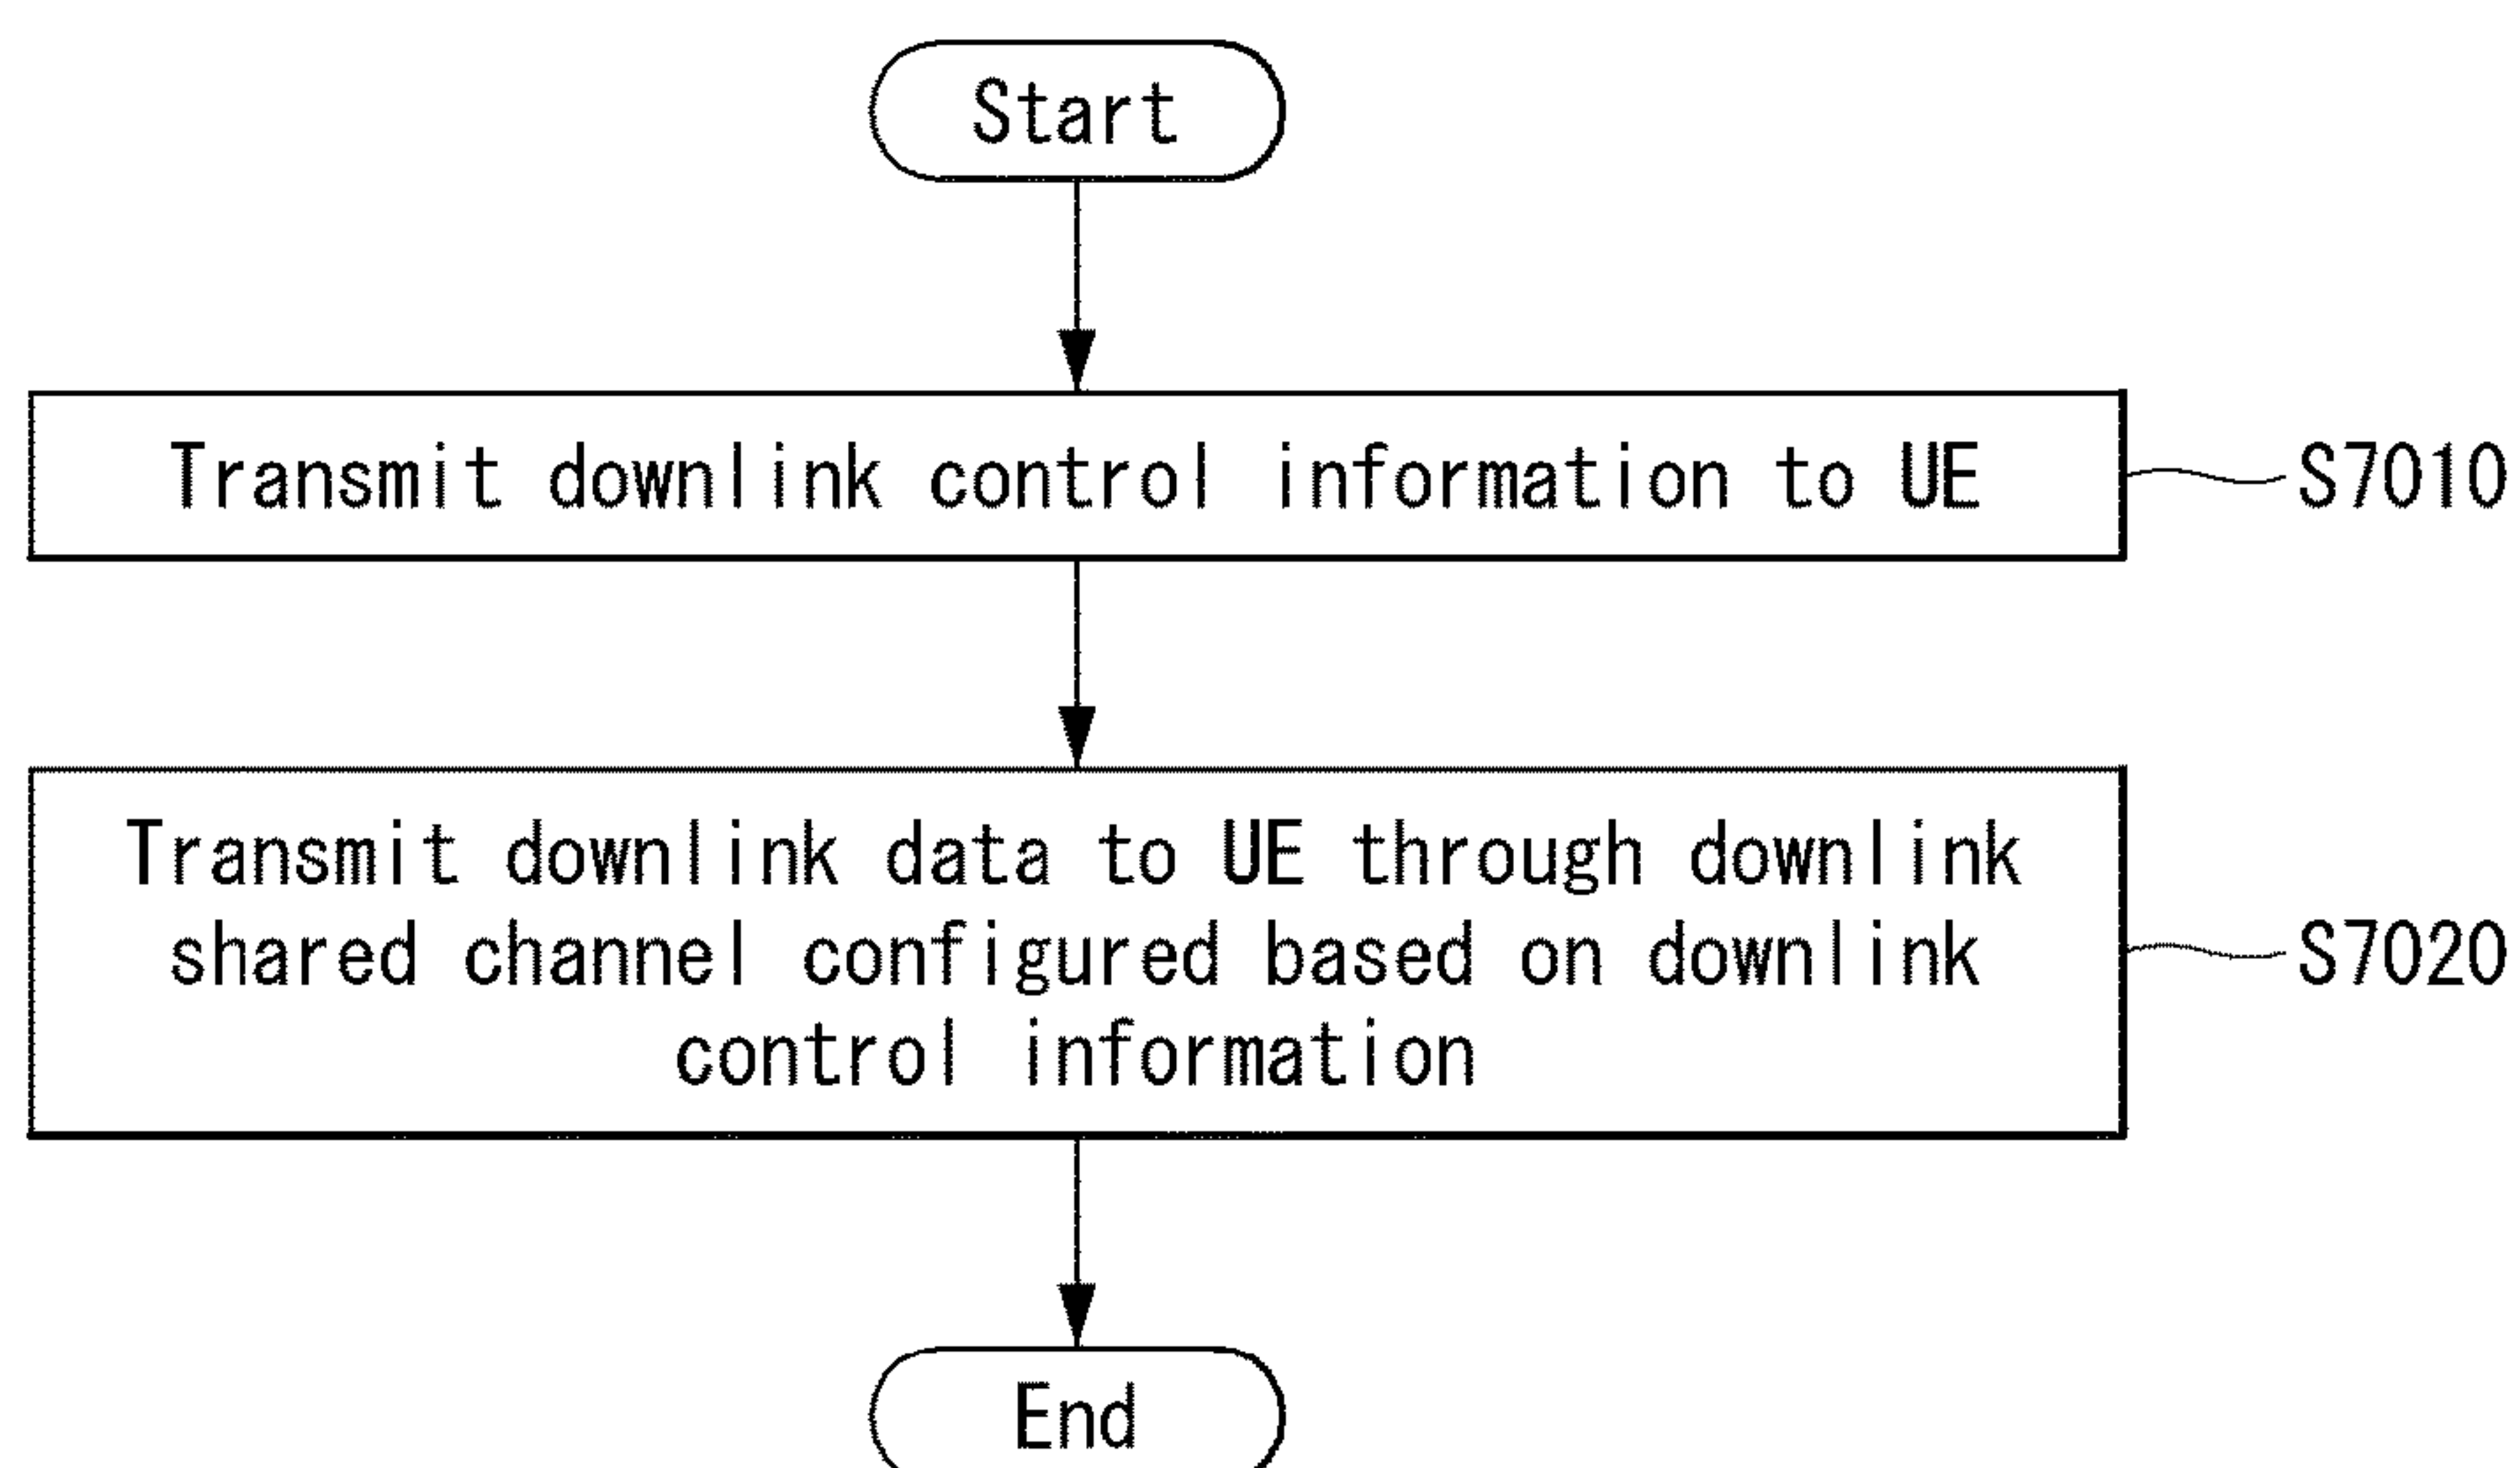 Start
Transmit downlink control information to UE
S7010
Transmit downlink data to UE through downlink
shared channel configured based on downlink
control information
S7020
End